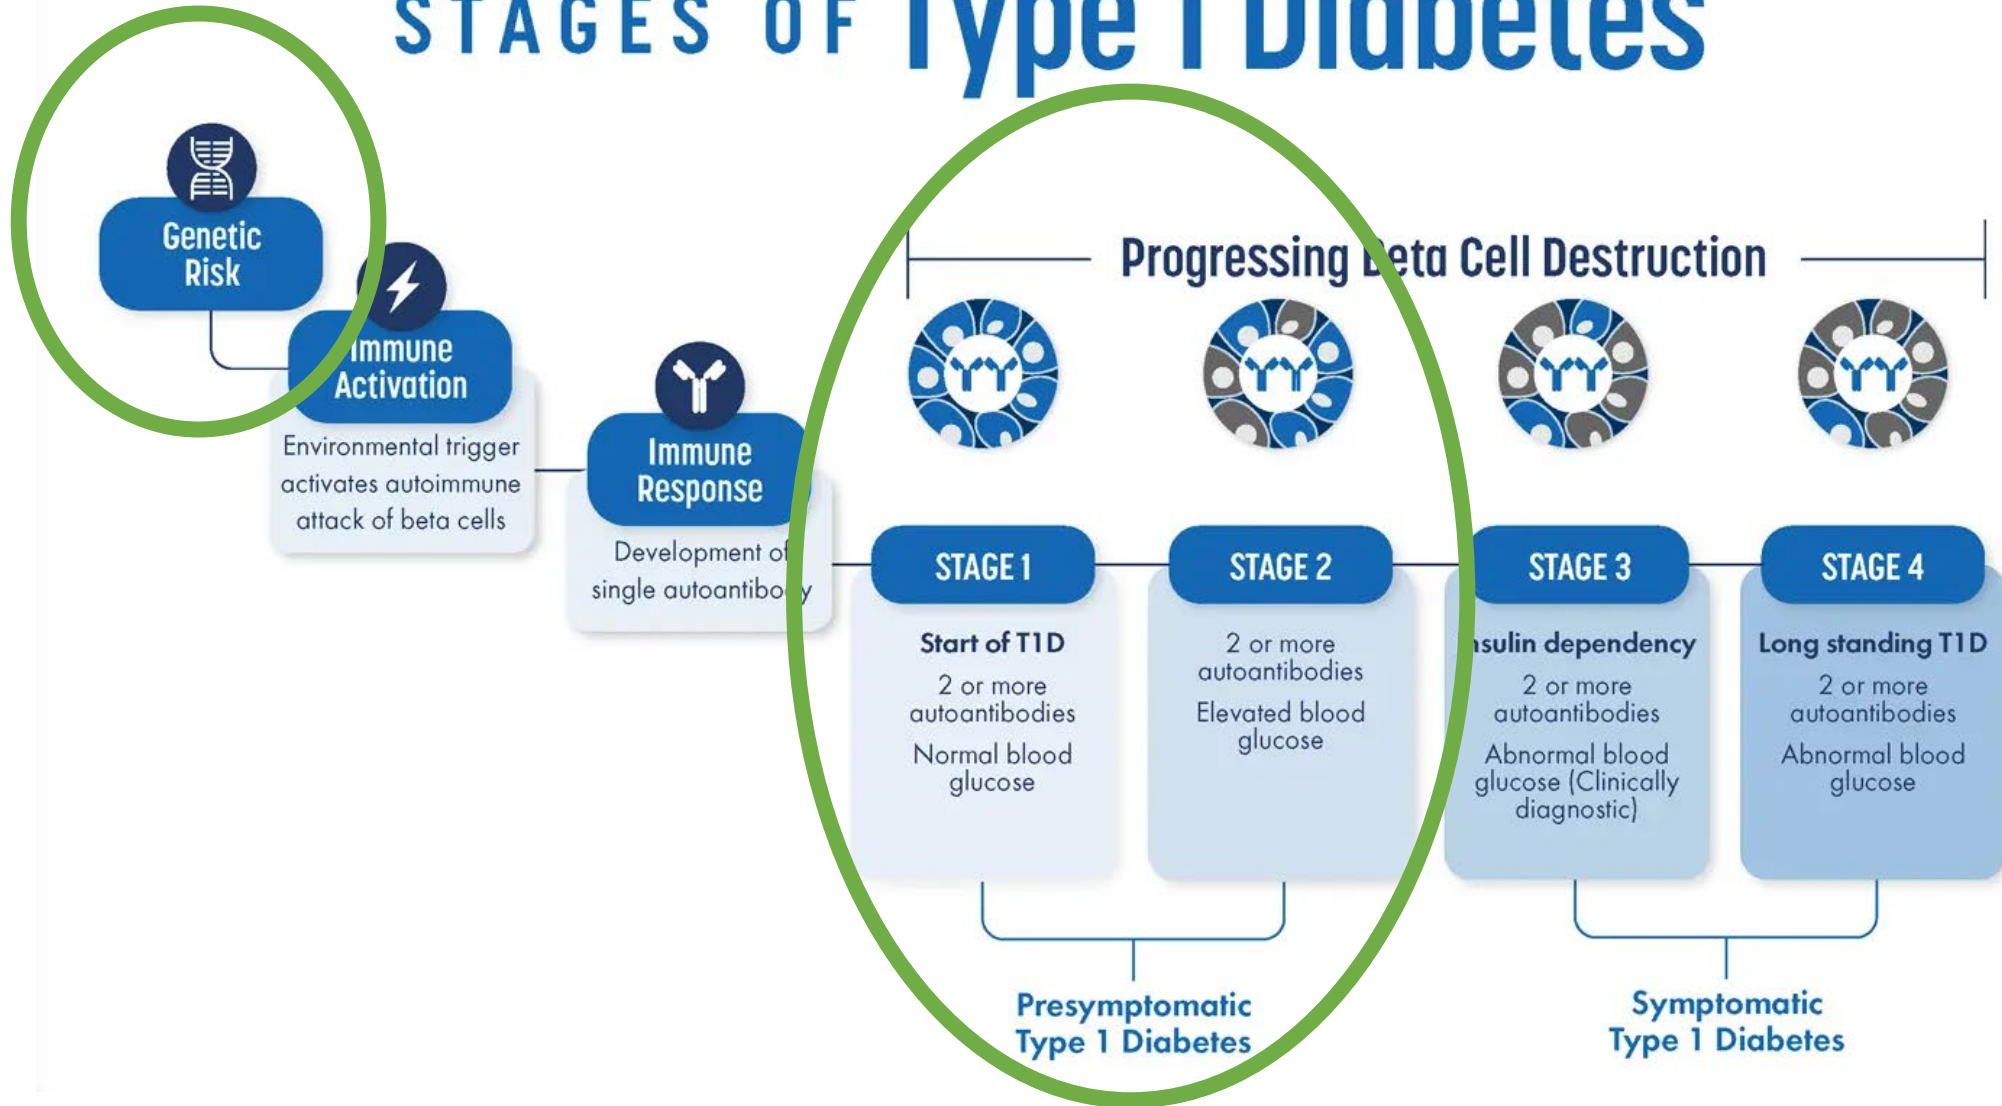 STAGES OF Type 1 Diabetes
Genetic
Risk
Immune
Activation
Environmental trigger
activates autoimmune
attack of beta cells
Immune
Response
Development of
single autoantibody
Progressing Beta Cell Destruction
STAGE 1
Start of T1D
2 or more
autoantibodies
Normal blood
glucose
STAGE 2
2 or more
autoantibodies
Elevated blood
glucose
STAGE 3
Insulin dependency
2 or more
autoantibodies
Abnormal blood
glucose (Clinically
diagnostic)
STAGE 4
Long standing T1D
2 or more
autoantibodies
Abnormal blood
glucose
Presymptomatic
Type 1 Diabetes
Symptomatic
Type 1 Diabetes